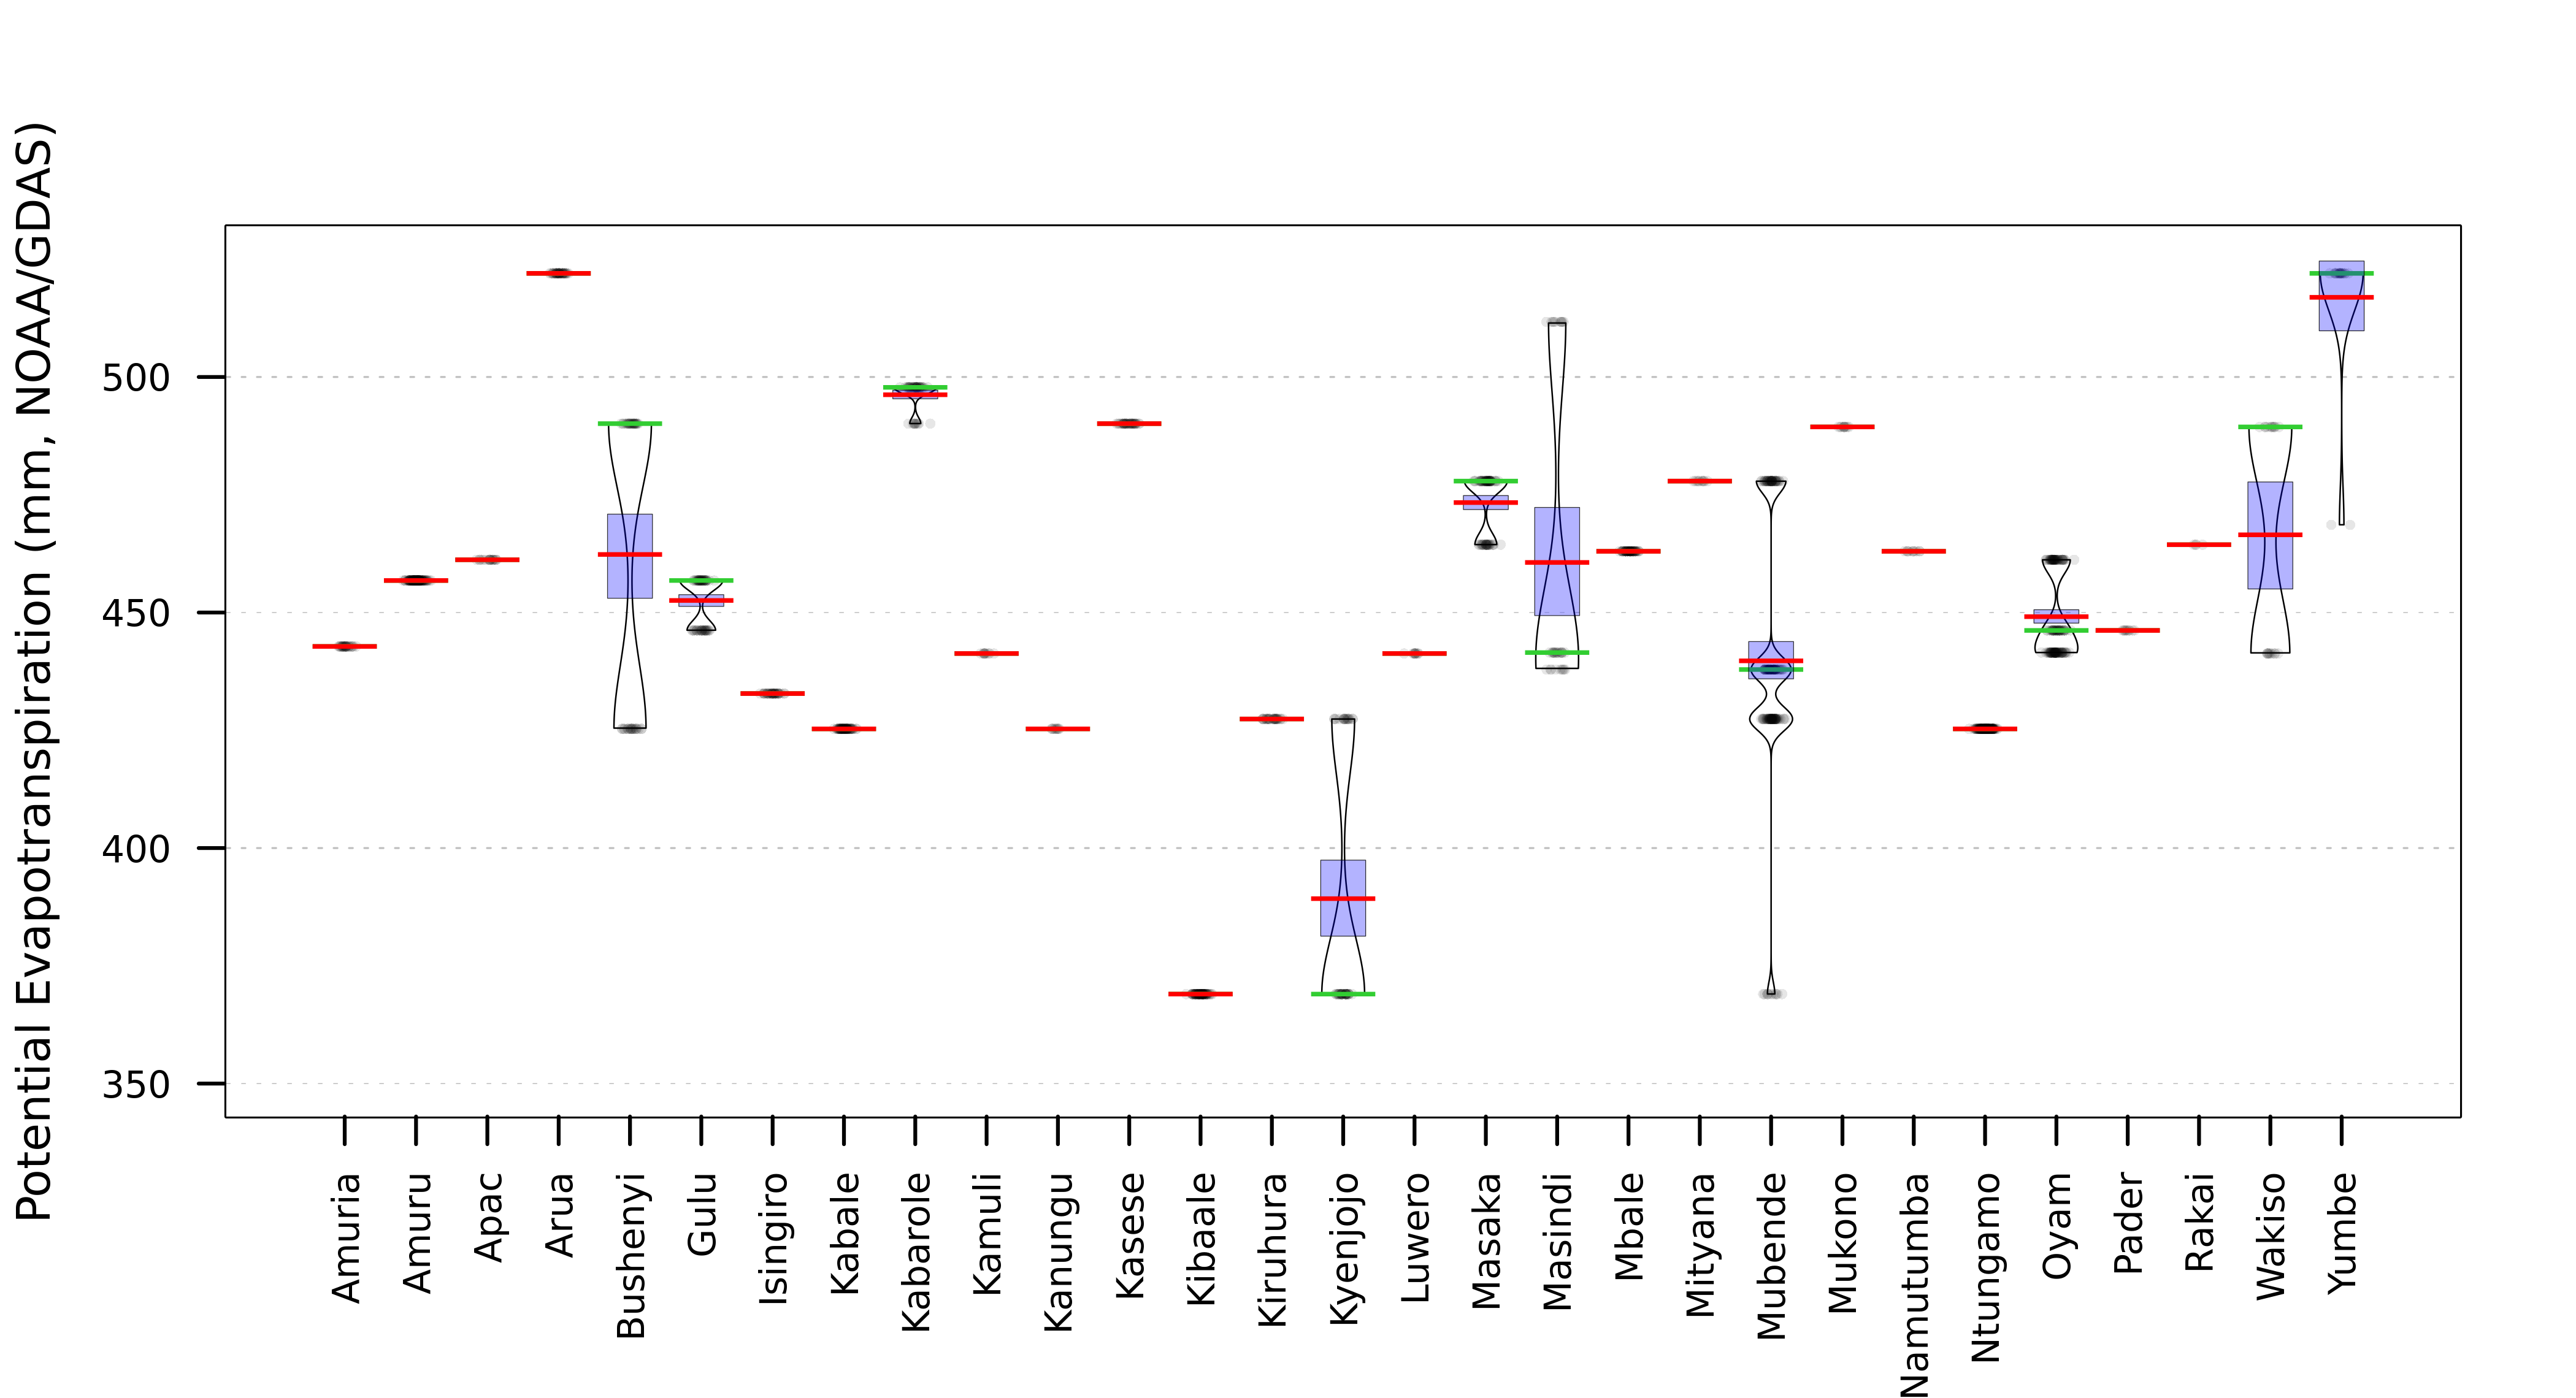 Potential Evapotranspiration (mm, NOAA/GDAS)
500
450
400
350
Amuria
Amuru
Apac
Arua
Bushenyi
Gulu
Isingiro
Kabale
Kabarole
Kamuli
Kanungu
Kasese
Kibaale
Kiruhura
Kyenjojo
Luwero
Masaka
Masindi
Mbale
Mityana
Mubende
Mukono
Namutumba
Ntungamo
Oyam
Pader
Rakai
Wakiso
Yumbe